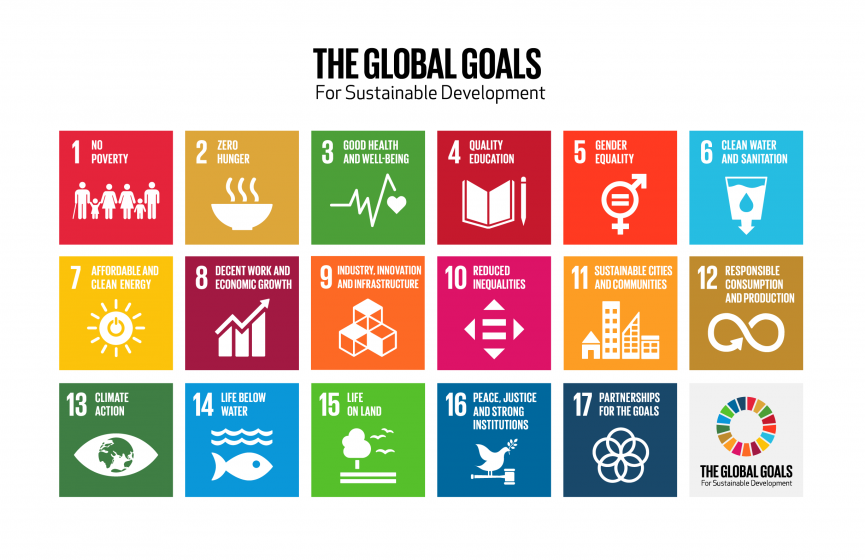 THE GLOBAL GOALS
For Sustainable Development
1 NO
POVERTY
2 ZERO
HUNGER
3 GOOD HEALTH
AND WELL-BEING
4 QUALITY
EDUCATION
5 GENDER
EQUALITY
6 CLEAN WATER
AND SANITATION
7 AFFORDABLE AND
CLEAN ENERGY
8 DECENT WORK AND
ECONOMIC GROWTH
9 INDUSTRY, INNOVATION
AND INFRASTRUCTURE
10 REDUCED
INEQUALITIES
11 SUSTAINABLE CITIES
AND COMMUNITIES
12 RESPONSIBLE
CONSUMPTION
AND PRODUCTION
13 CLIMATE
ACTION
14 LIFE BELOW
WATER
15 LIFE
ON LAND
16 PEACE, JUSTICE
AND STRONG
INSTITUTIONS
17 PARTNERSHIPS
FOR THE GOALS
THE GLOBAL GOALS
For Sustainable Development